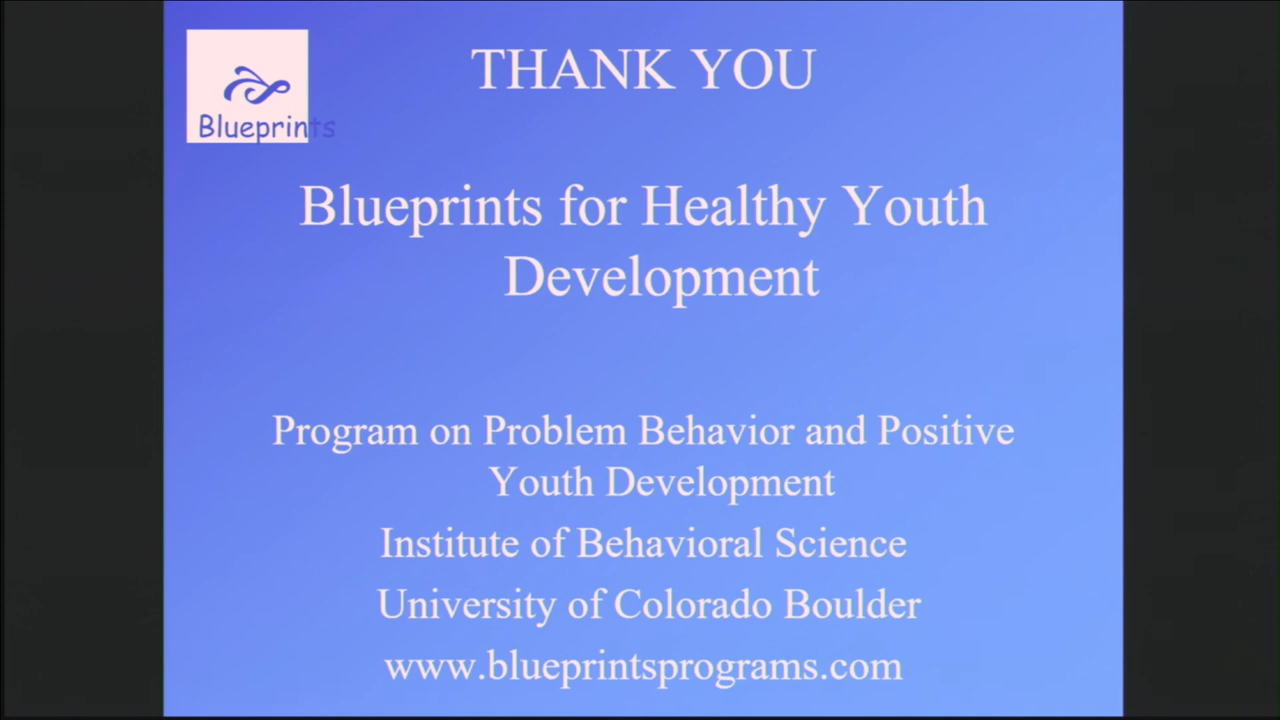 THANK YOU
Blueprints
Blueprints for Healthy Youth
Development
Program on Problem Behavior and Positive
Youth Development
Institute of Behavioral Science
University of Colorado Boulder
www.blueprintsprograms.com